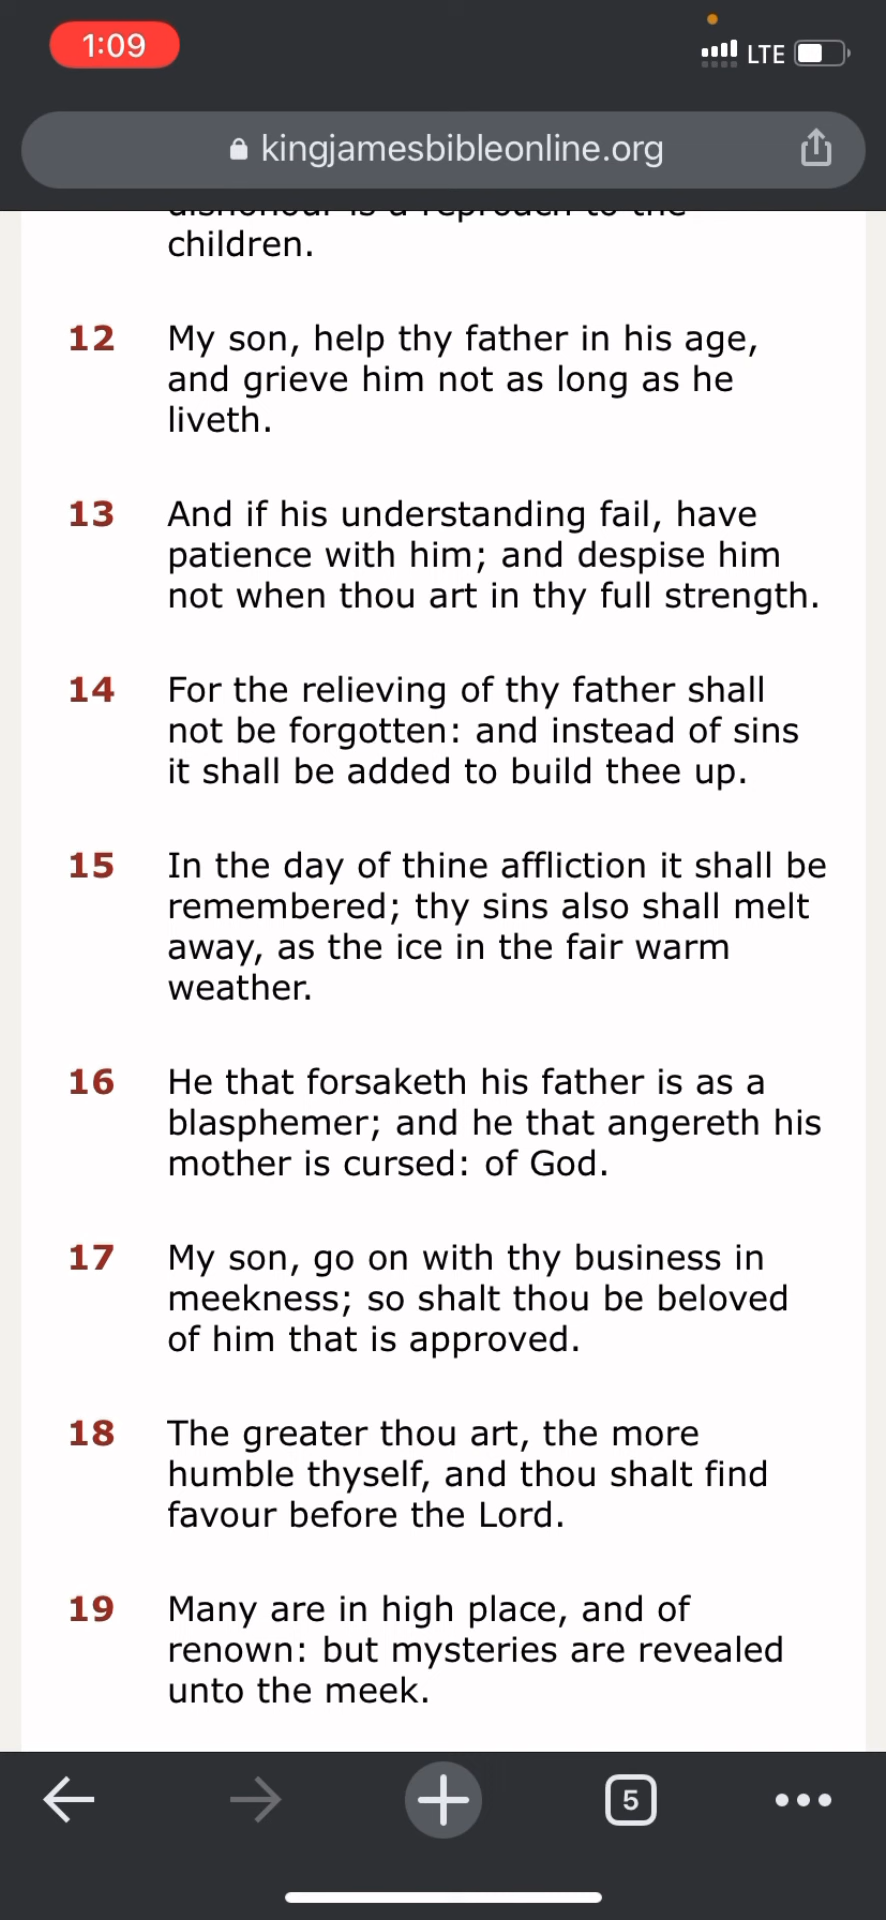 1:09
LTE
kingjamesbibleonline.org
dishonour is a reproach to the
children.
12 My son, help thy father in his age,
and grieve him not as long as he
liveth.
13 And if his understanding fail, have
patience with him; and despise him
not when thou art in thy full strength.
14 For the relieving of thy father shall
not be forgotten: and instead of sins
it shall be added to build thee up.
15 In the day of thine affliction it shall be
remembered; thy sins also shall melt
away, as the ice in the fair warm
weather.
16 He that forsaketh his father is as a
blasphemer; and he that angereth his
mother is cursed: of God.
17 My son, go on with thy business in
meekness; so shalt thou be beloved
of him that is approved.
18 The greater thou art, the more
humble thyself, and thou shalt find
favour before the Lord.
19 Many are in high place, and of
renown: but mysteries are revealed
unto the meek.
5